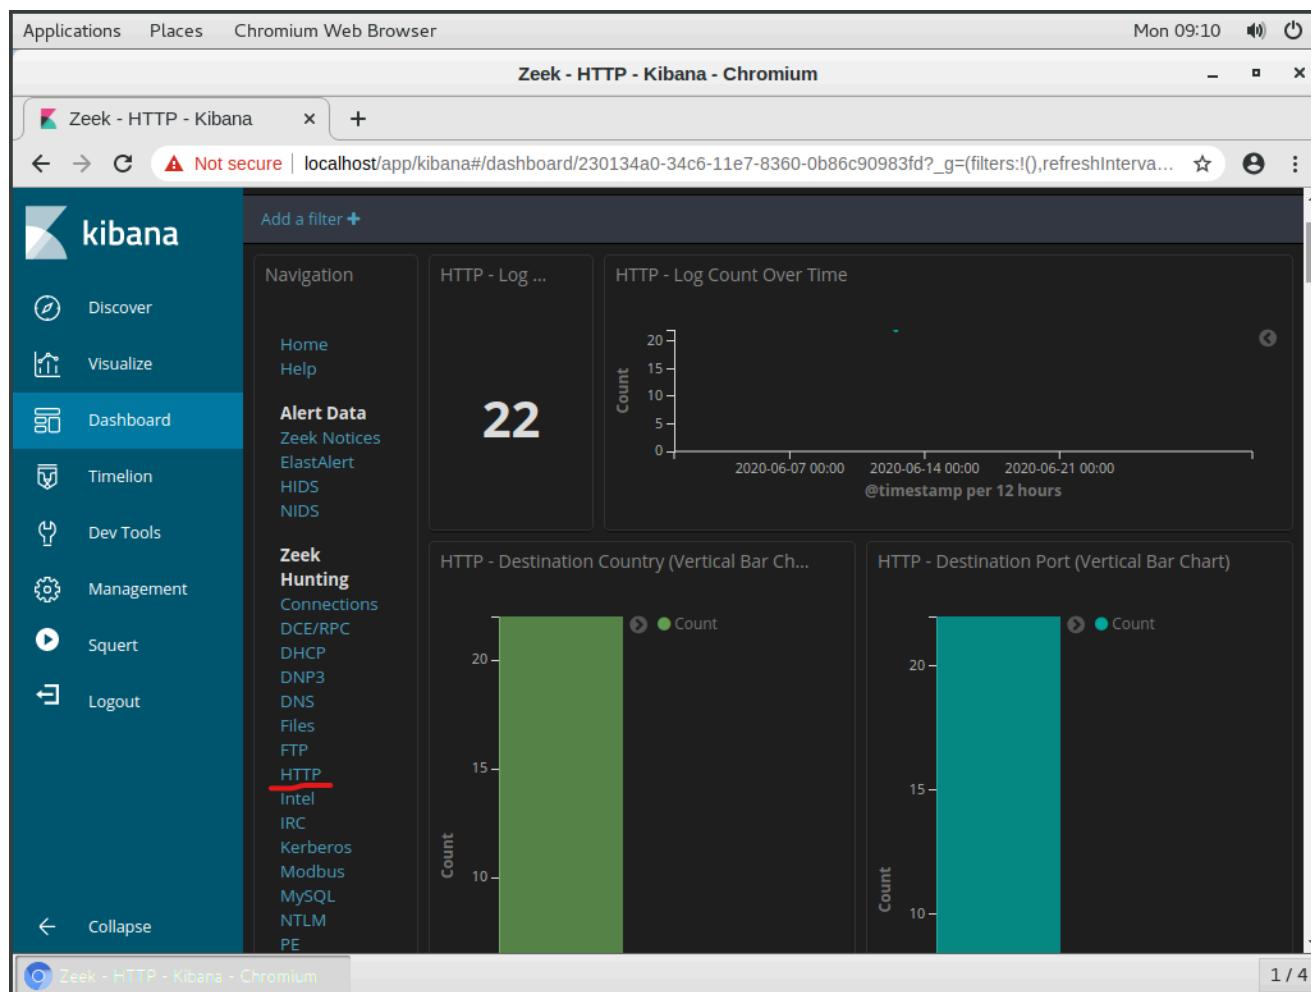 Applications Places Chromium Web Browser Mon 09:10
Zeek - HTTP - Kibana - Chromium
Zeek - HTTP - Kibana
Not secure | localhost/app/kibana#/dashboard/230134a0-34c6-11e7-8360-0b86c90983fd?_g=(filters:!(),refreshInterva...
kibana
Discover
Visualize
Dashboard
Timelion
Dev Tools
Management
Squert
Logout
Collapse
Add a filter +
Navigation
Home
Help
Alert Data
Zeek Notices
ElastAlert
HIDS
NIDS
Zeek
Hunting
Connections
DCE/RPC
DHCP
DNP3
DNS
Files
FTP
HTTP
Intel
IRC
Kerberos
Modbus
MySQL
NTLM
PE
HTTP - Log ...
22
HTTP - Log Count Over Time
Count
20
15
10
5
0
2020-06-07 00:00 2020-06-14 00:00 2020-06-21 00:00
@timestamp per 12 hours
HTTP - Destination Country (Vertical Bar Ch...
Count
20
15
10
Count
HTTP - Destination Port (Vertical Bar Chart)
Count
20
15
10
Count
Zeek - HTTP - Kibana - Chromium
1 / 4